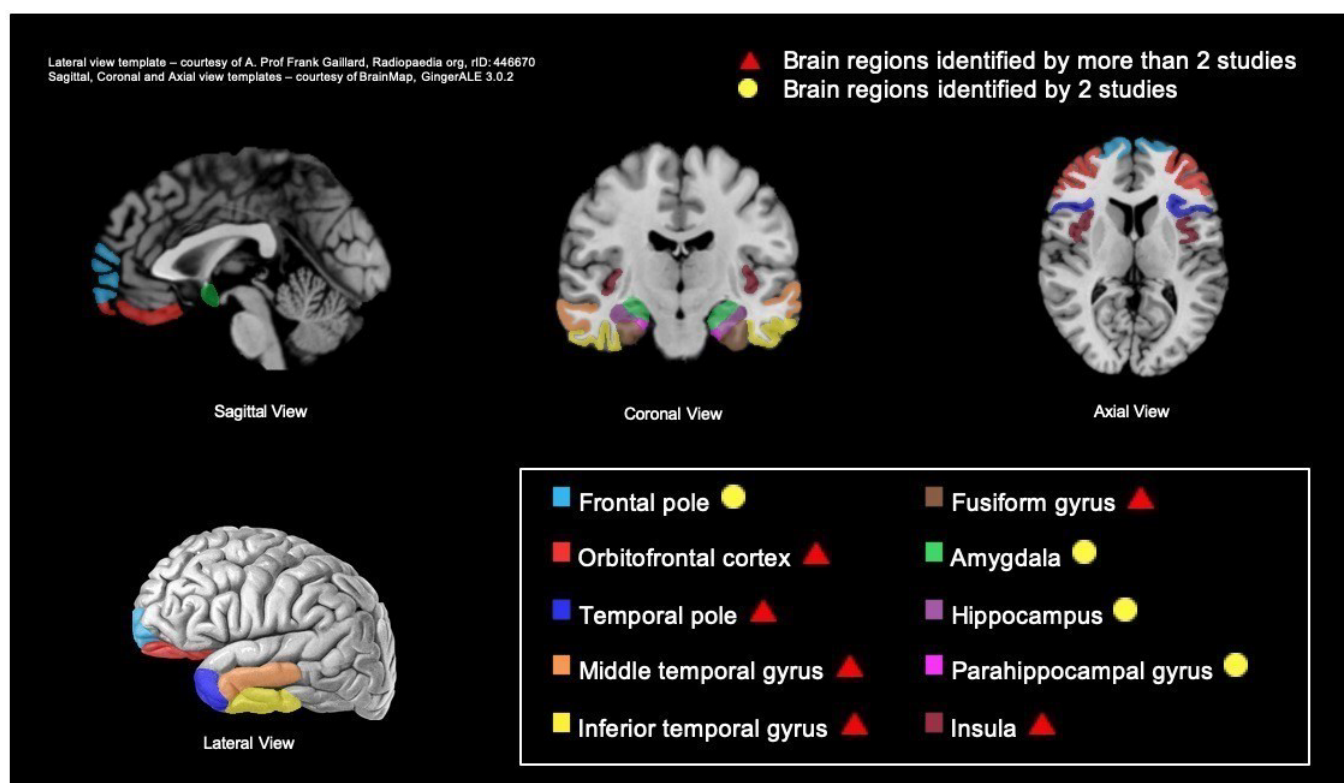 Lateral view template – courtesy of A. Prof Frank Gaillard, Radiopaedia org, rID: 446670
Sagittal, Coronal and Axial view templates – courtesy of BrainMap, GingerALE 3.0.2
Brain regions identified by more than 2 studies
Brain regions identified by 2 studies
Sagittal View
Coronal View
Axial View
Lateral View
Frontal pole
Orbitofrontal cortex
Temporal pole
Middle temporal gyrus
Inferior temporal gyrus
Fusiform gyrus
Amygdala
Hippocampus
Parahippocampal gyrus
Insula